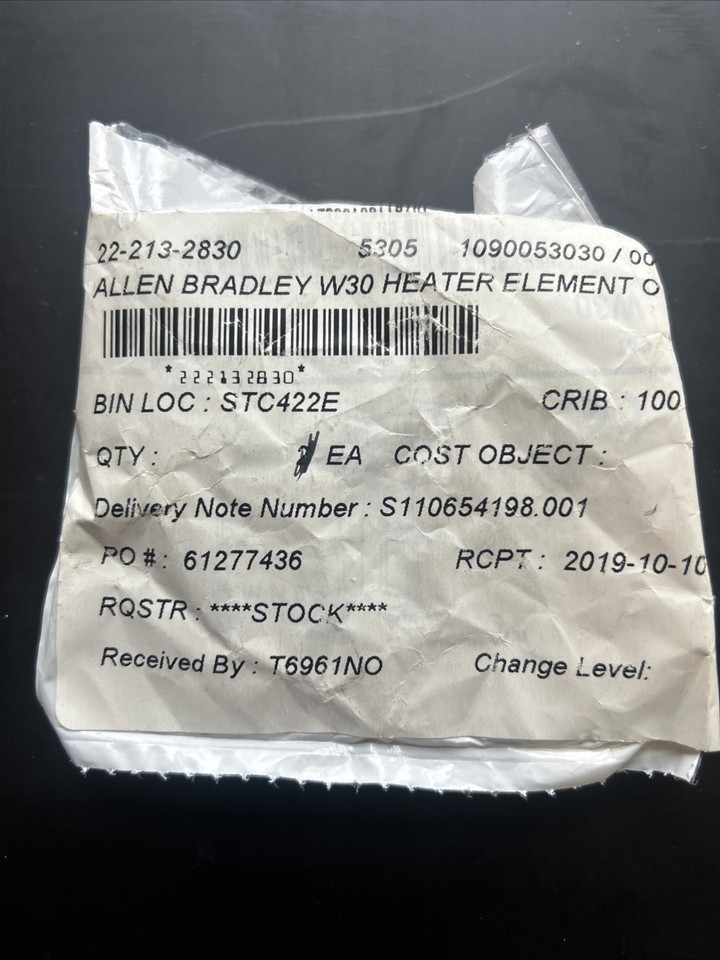 22-213-2830 5305 1090053030 / 00
ALLEN BRADLEY W30 HEATER ELEMENT O
*222132830*
BIN LOC : STC422E CRIB : 100
QTY : EA COST OBJECT :
Delivery Note Number : S110654198.001
PO # : 61277436 RCPT : 2019-10-10
RQSTR : ****STOCK****
Received By : T6961NO Change Level: